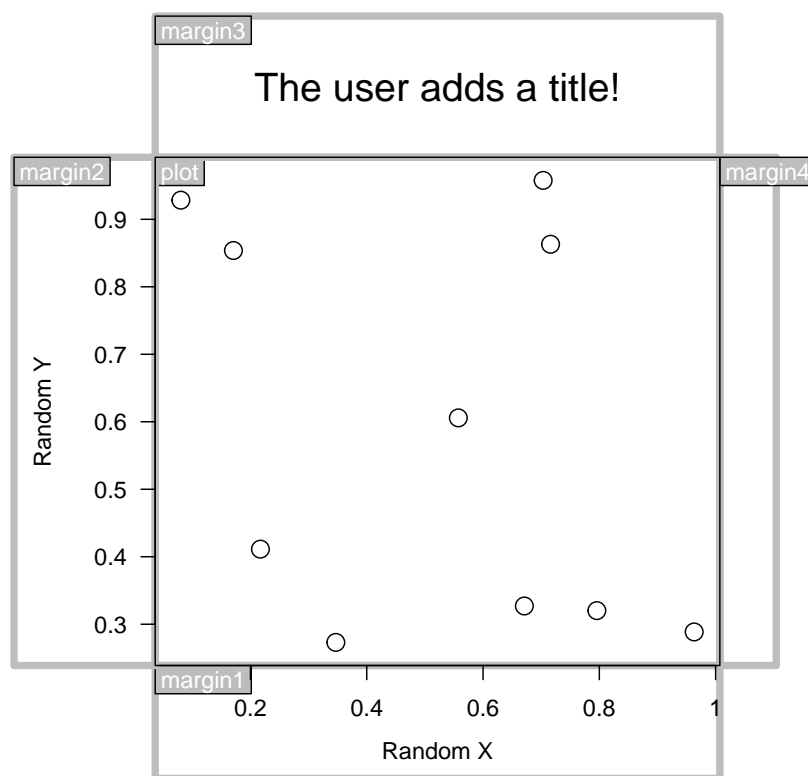 margin3
The user adds a title!
margin2
plot
margin4
0.9
0.8
0.7
0.6
0.5
0.4
0.3
Random Y
margin1
0.2 0.4 0.6 0.8 1
Random X